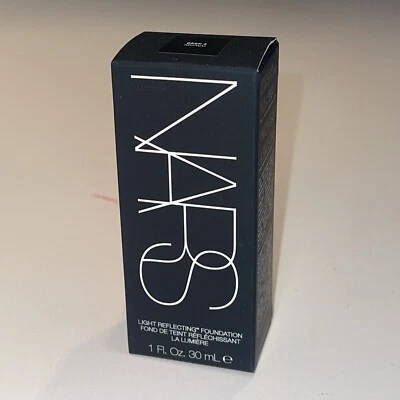 NARS
LIGHT REFLECTING™ FOUNDATION
FOND DE TEINT RÉFLÉCHISSANT
LA LUMIÈRE
1 Fl. Oz. 30 mL ℮